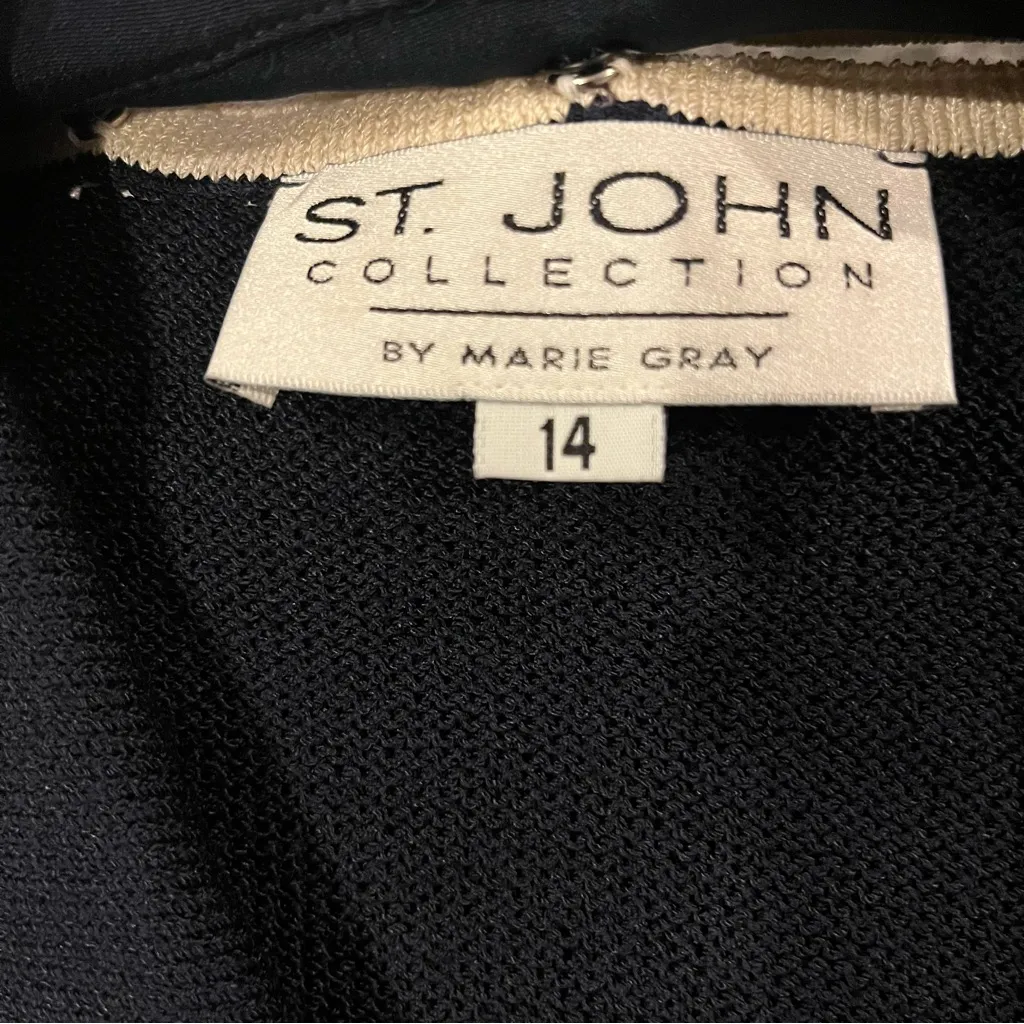 ST. JOHN
COLLECTION
BY MARIE GRAY
14